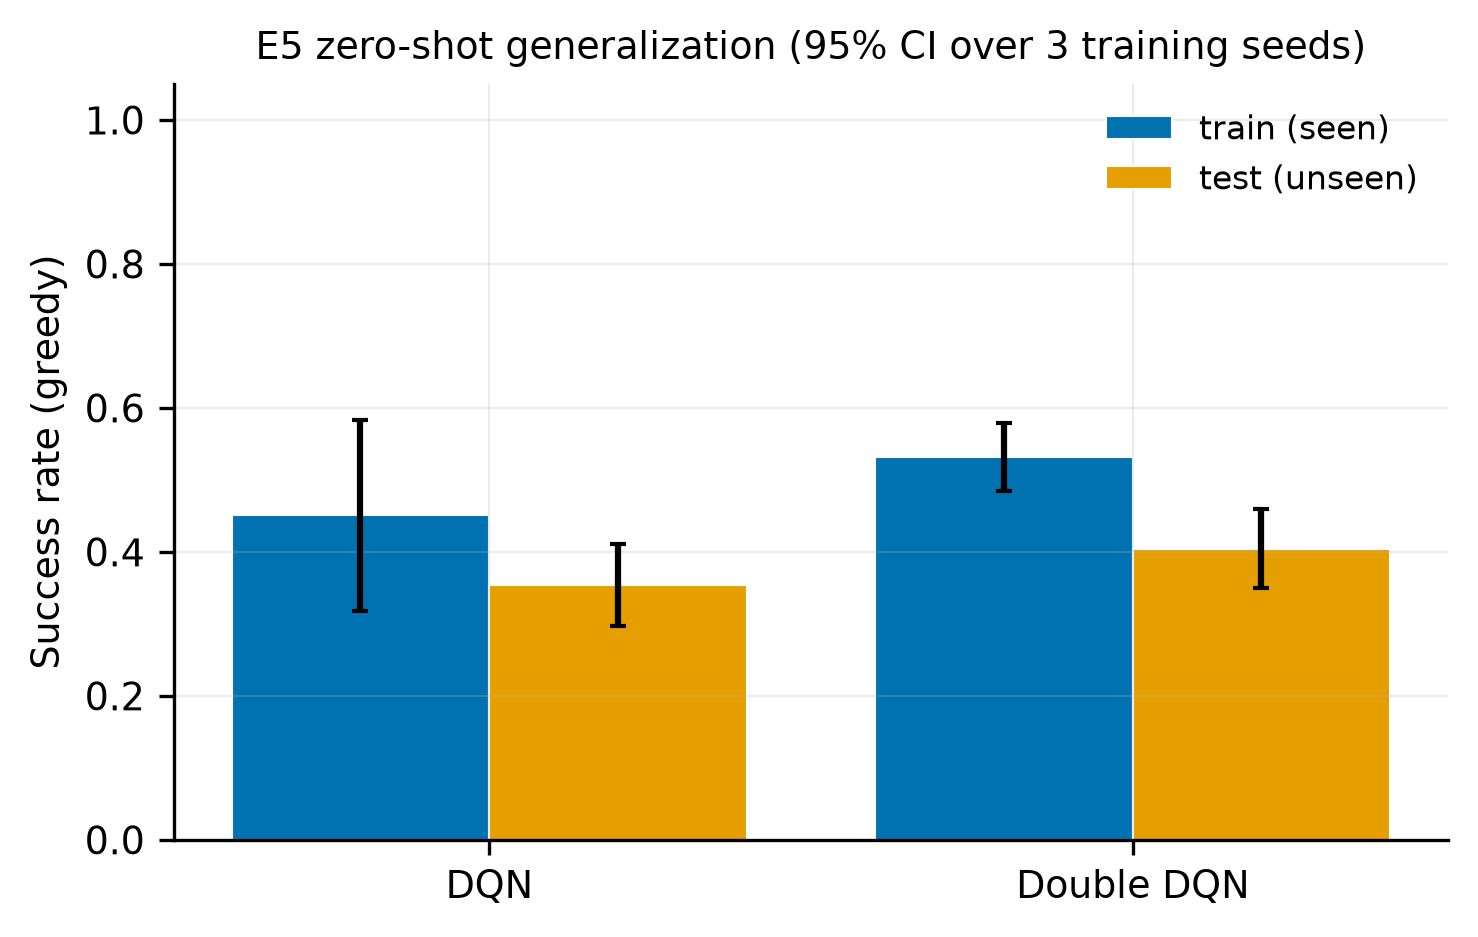 E5 zero-shot generalization (95% CI over 3 training seeds)
train (seen)
test (unseen)
Success rate (greedy)
1.0
0.8
0.6
0.4
0.2
0.0
DQN
Double DQN